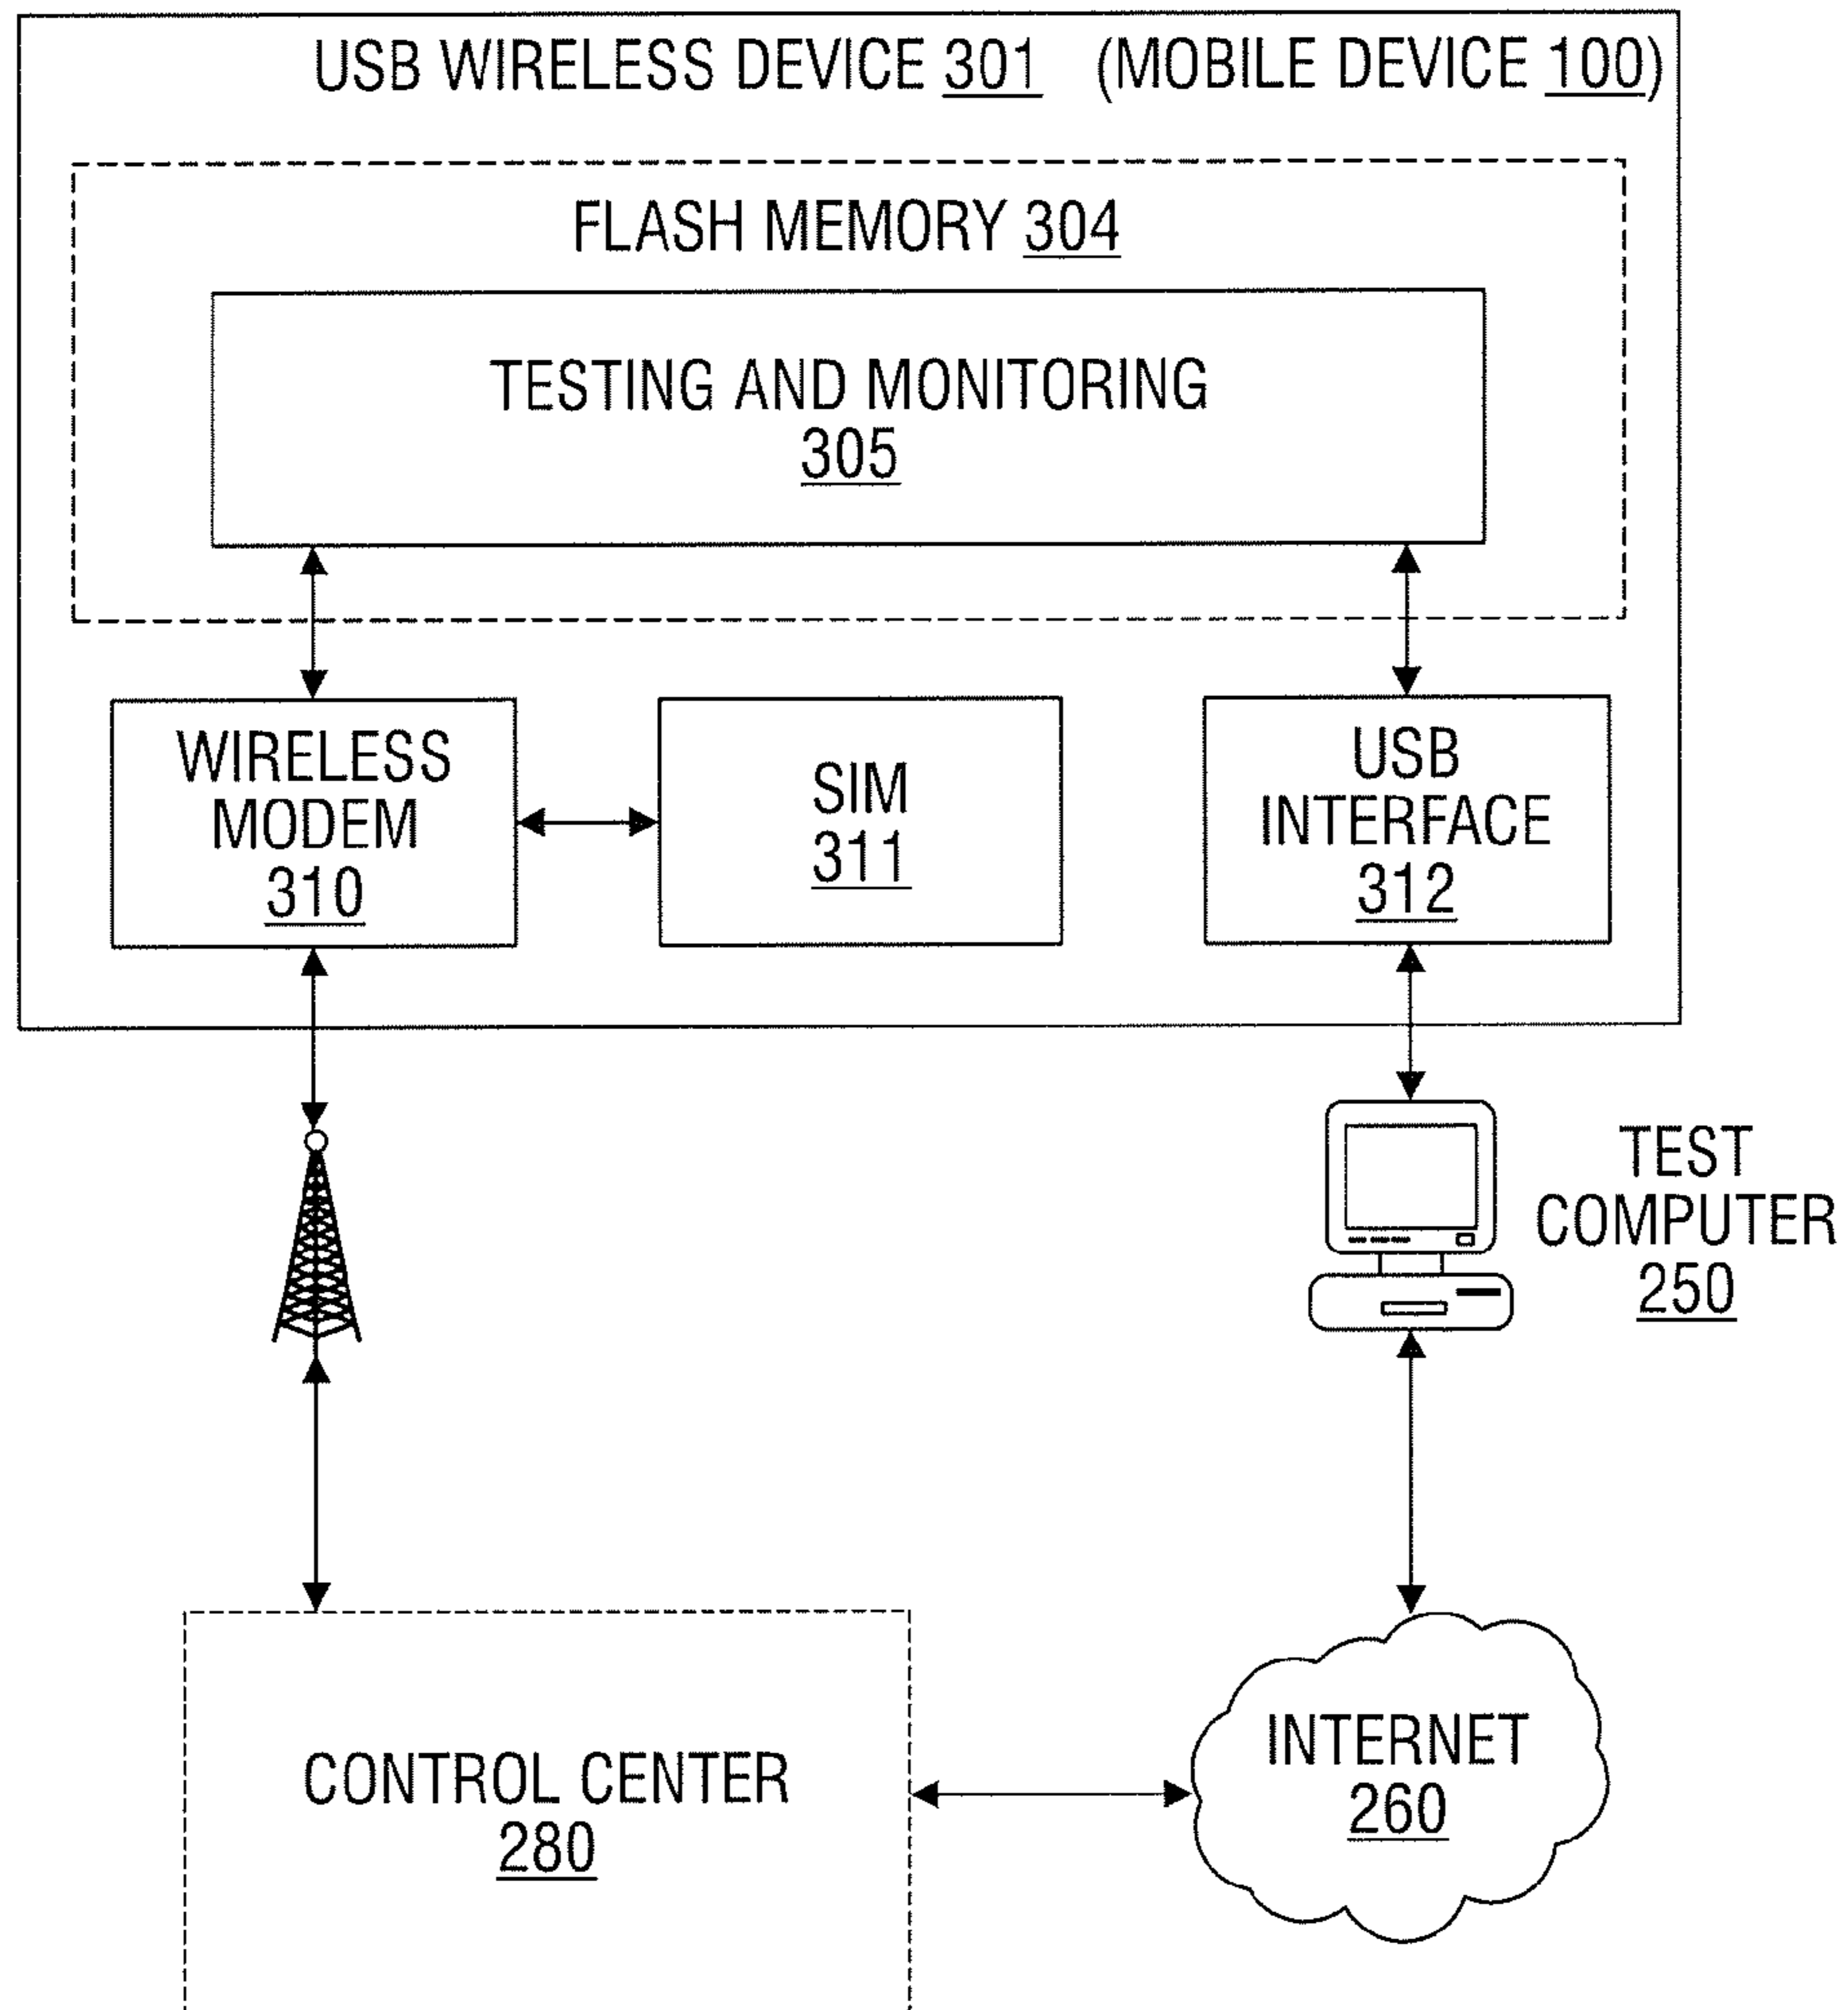 USB WIRELESS DEVICE 301 (MOBILE DEVICE 100)
FLASH MEMORY 304
TESTING AND MONITORING
305
WIRELESS
MODEM
310
SIM
311
USB
INTERFACE
312
TEST
COMPUTER
250
CONTROL CENTER
280
INTERNET
260